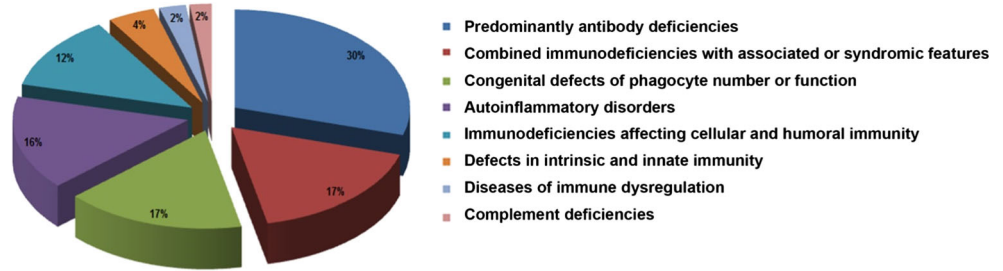 30%
17%
17%
16%
12%
4%
2%
2%
Predominantly antibody deficiencies
Combined immunodeficiencies with associated or syndromic features
Congenital defects of phagocyte number or function
Autoinflammatory disorders
Immunodeficiencies affecting cellular and humoral immunity
Defects in intrinsic and innate immunity
Diseases of immune dysregulation
Complement deficiencies